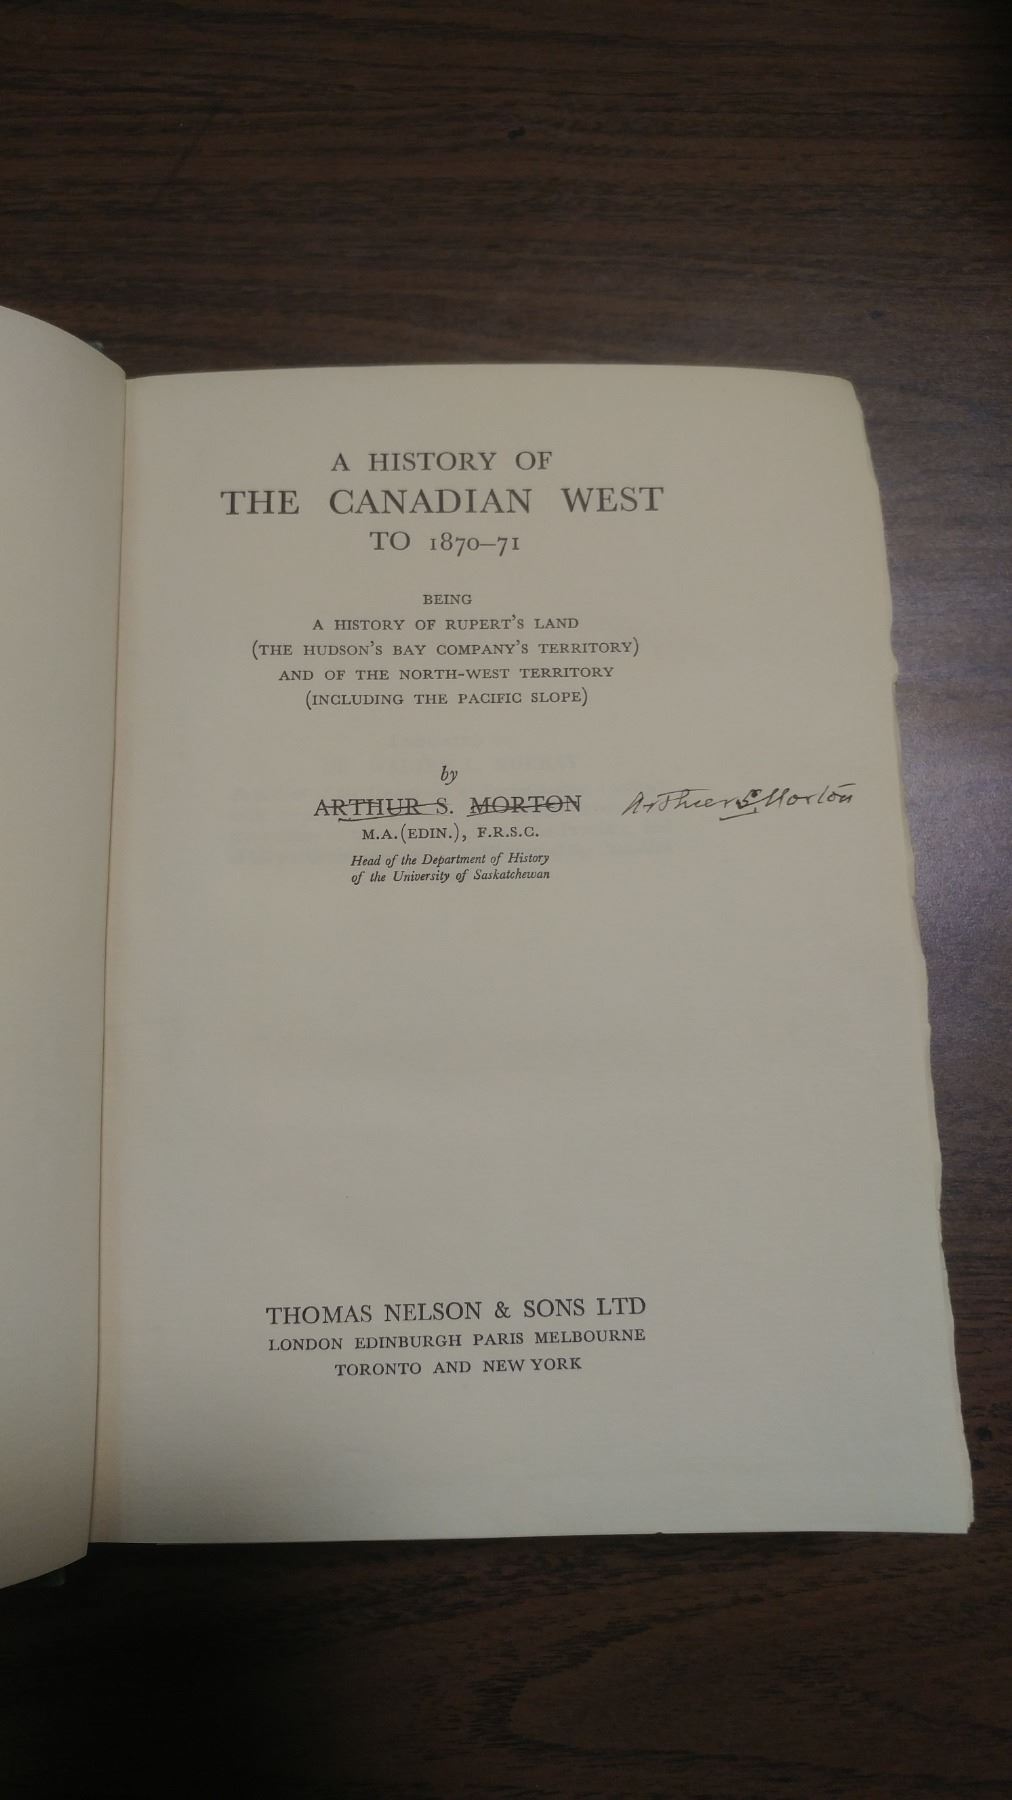 A HISTORY OF
THE CANADIAN WEST
TO 1870–71
BEING
A HISTORY OF RUPERT'S LAND
(THE HUDSON'S BAY COMPANY'S TERRITORY)
AND OF THE NORTH-WEST TERRITORY
(INCLUDING THE PACIFIC SLOPE)
by
ARTHUR S. MORTON Arthur S Morton
M.A.(EDIN.), F.R.S.C.
Head of the Department of History
of the University of Saskatchewan
THOMAS NELSON & SONS LTD
LONDON EDINBURGH PARIS MELBOURNE
TORONTO AND NEW YORK